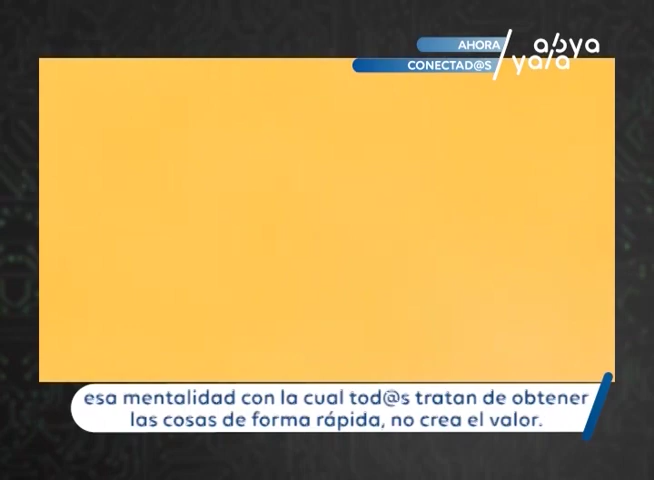 AHORA
CONECTAD@S
abya
yala
esa mentalidad con la cual tod@s tratan de obtener
las cosas de forma rápida, no crea el valor.